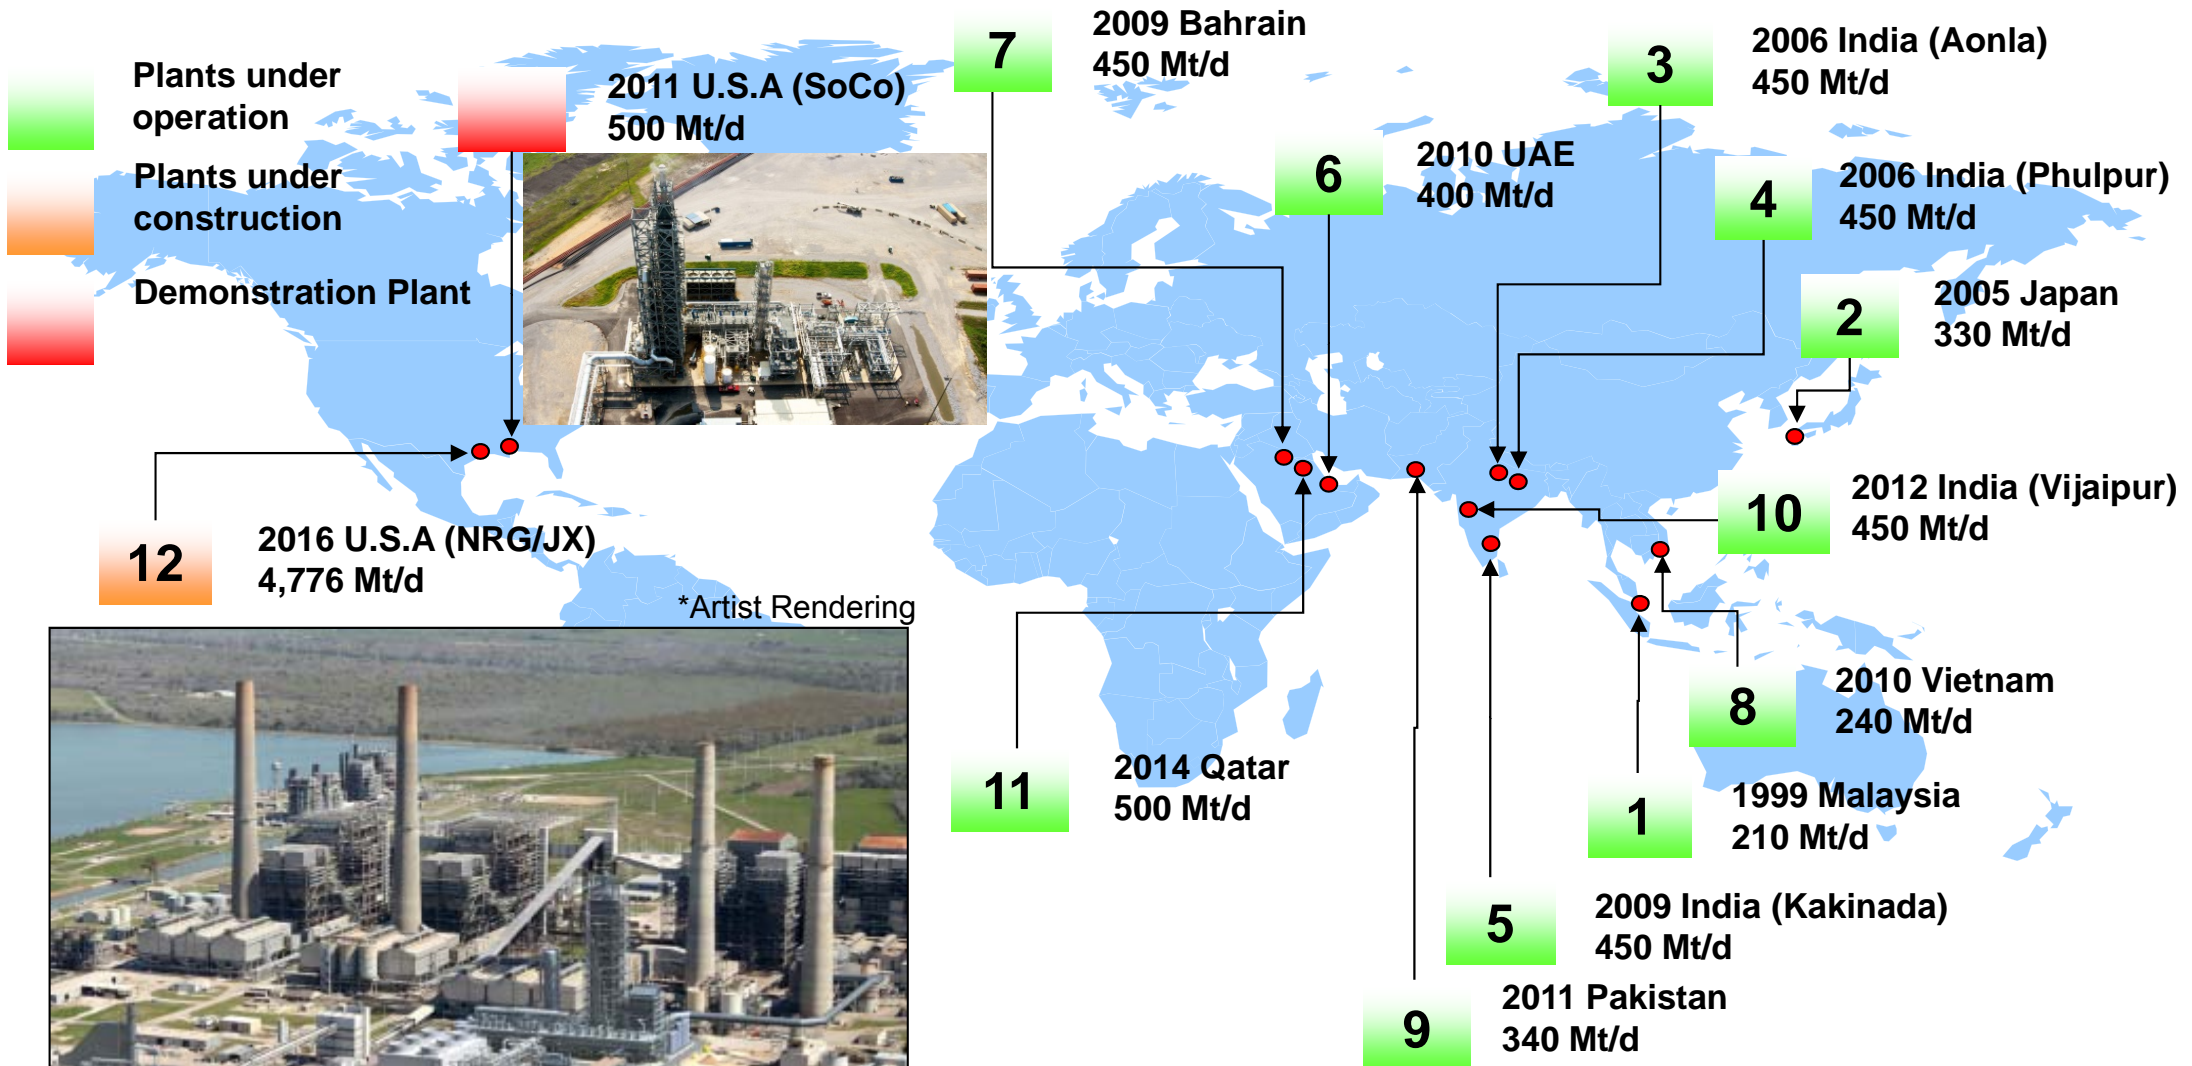 Plants under
operation
Plants under
construction
Demonstration Plant
2011 U.S.A (SoCo)
500 Mt/d
7
2009 Bahrain
450 Mt/d
3
2006 India (Aonla)
450 Mt/d
6
2010 UAE
400 Mt/d
4
2006 India (Phulpur)
450 Mt/d
2
2005 Japan
330 Mt/d
10
2012 India (Vijaipur)
450 Mt/d
12
2016 U.S.A (NRG/JX)
4,776 Mt/d
*Artist Rendering
8
2010 Vietnam
240 Mt/d
11
2014 Qatar
500 Mt/d
1
1999 Malaysia
210 Mt/d
5
2009 India (Kakinada)
450 Mt/d
9
2011 Pakistan
340 Mt/d